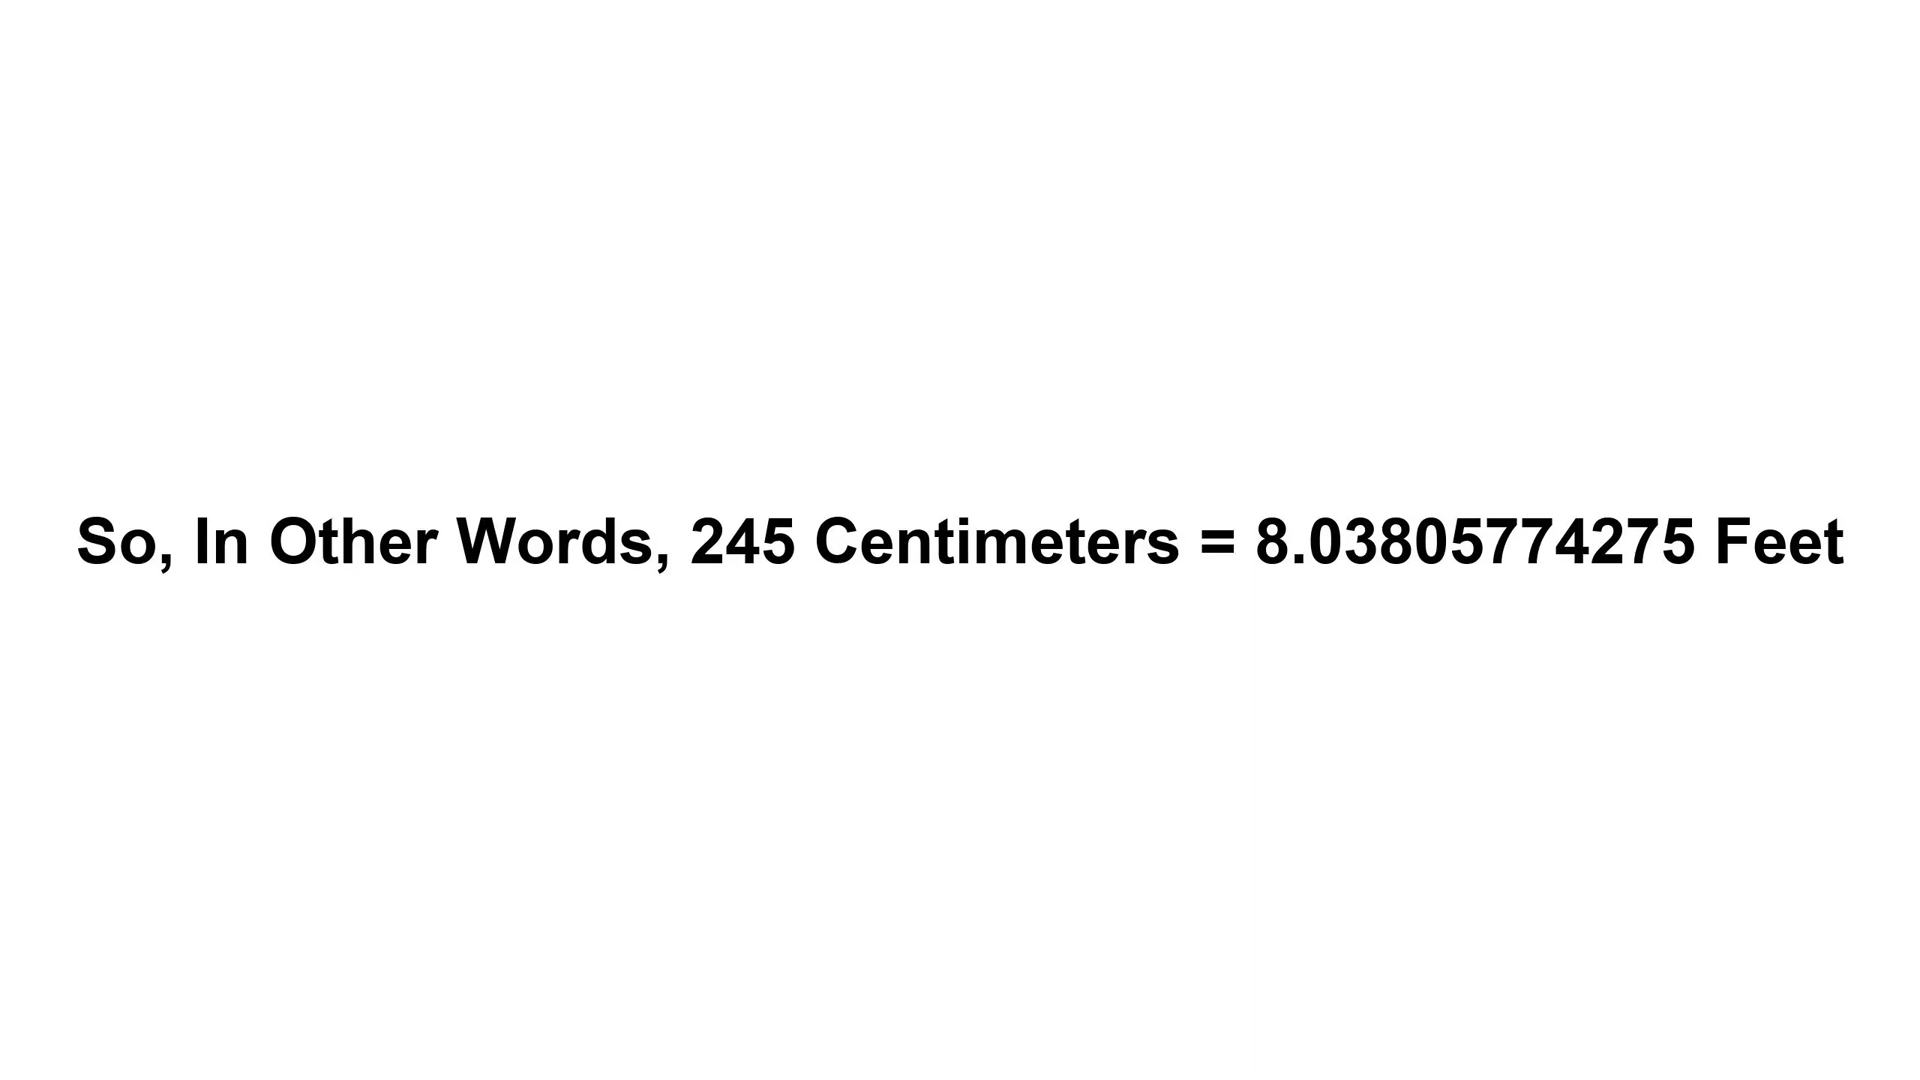 So, In Other Words, 245 Centimeters = 8.03805774275 Feet